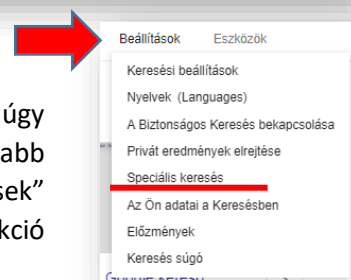 Beállítások Eszközök
Keresési beállítások
Nyelvek (Languages)
úgy
A Biztonságos Keresés bekapcsolása
abb
Privát eredmények elrejtése
Speciális keresés
sek”
Az Ön adatai a Keresésben
kció
Előzmények
Keresés súgó